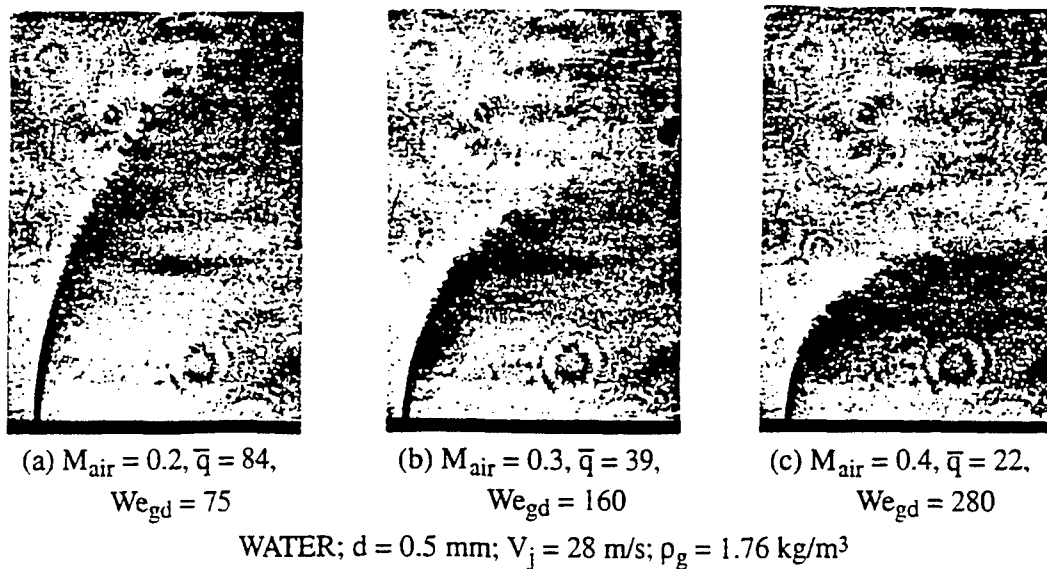 (a) M_air = 0.2, q̅ = 84,
We_gd = 75
(b) M_air = 0.3, q̅ = 39,
We_gd = 160
(c) M_air = 0.4, q̅ = 22,
We_gd = 280
WATER; d = 0.5 mm; V_j = 28 m/s; ρ_g = 1.76 kg/m³